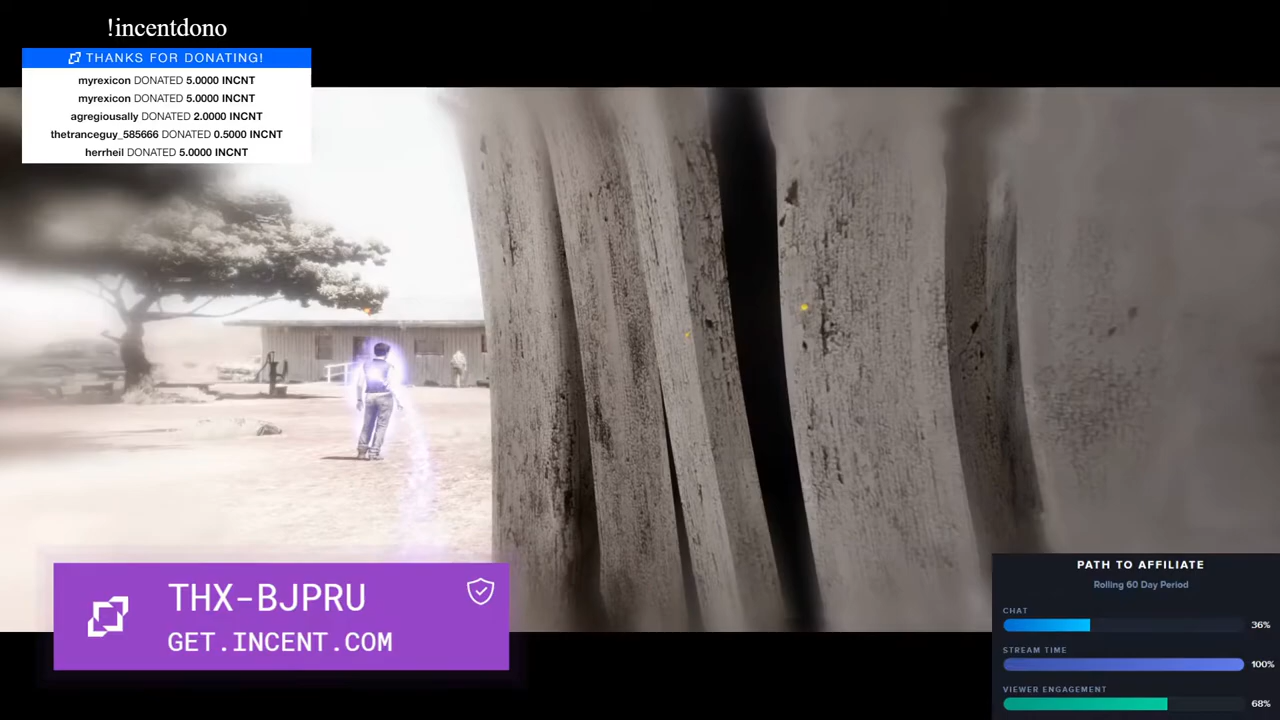 !incentdono
THANKS FOR DONATING!
myrexicon DONATED 5.0000 INCNT
myrexicon DONATED 5.0000 INCNT
agregiousally DONATED 2.0000 INCNT
thetranceguy_585666 DONATED 0.5000 INCNT
herrheil DONATED 5.0000 INCNT
THX-BJPRU
GET.INCENT.COM
PATH TO AFFILIATE
Rolling 60 Day Period
CHAT
36%
STREAM TIME
100%
VIEWER ENGAGEMENT
68%